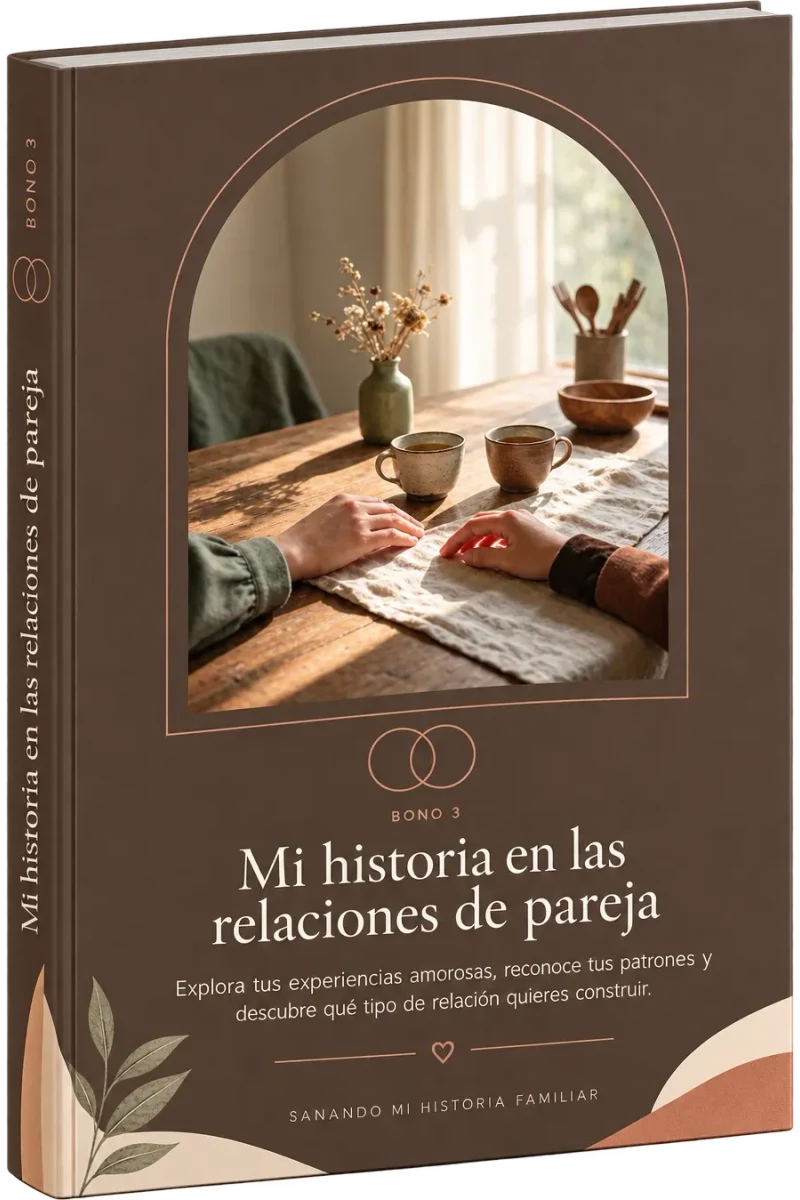 BONO 3
Mi historia en las relaciones de pareja
BONO 3
Mi historia en las
relaciones de pareja
Explora tus experiencias amorosas, reconoce tus patrones y
descubre qué tipo de relación quieres construir.
SANANDO MI HISTORIA FAMILIAR